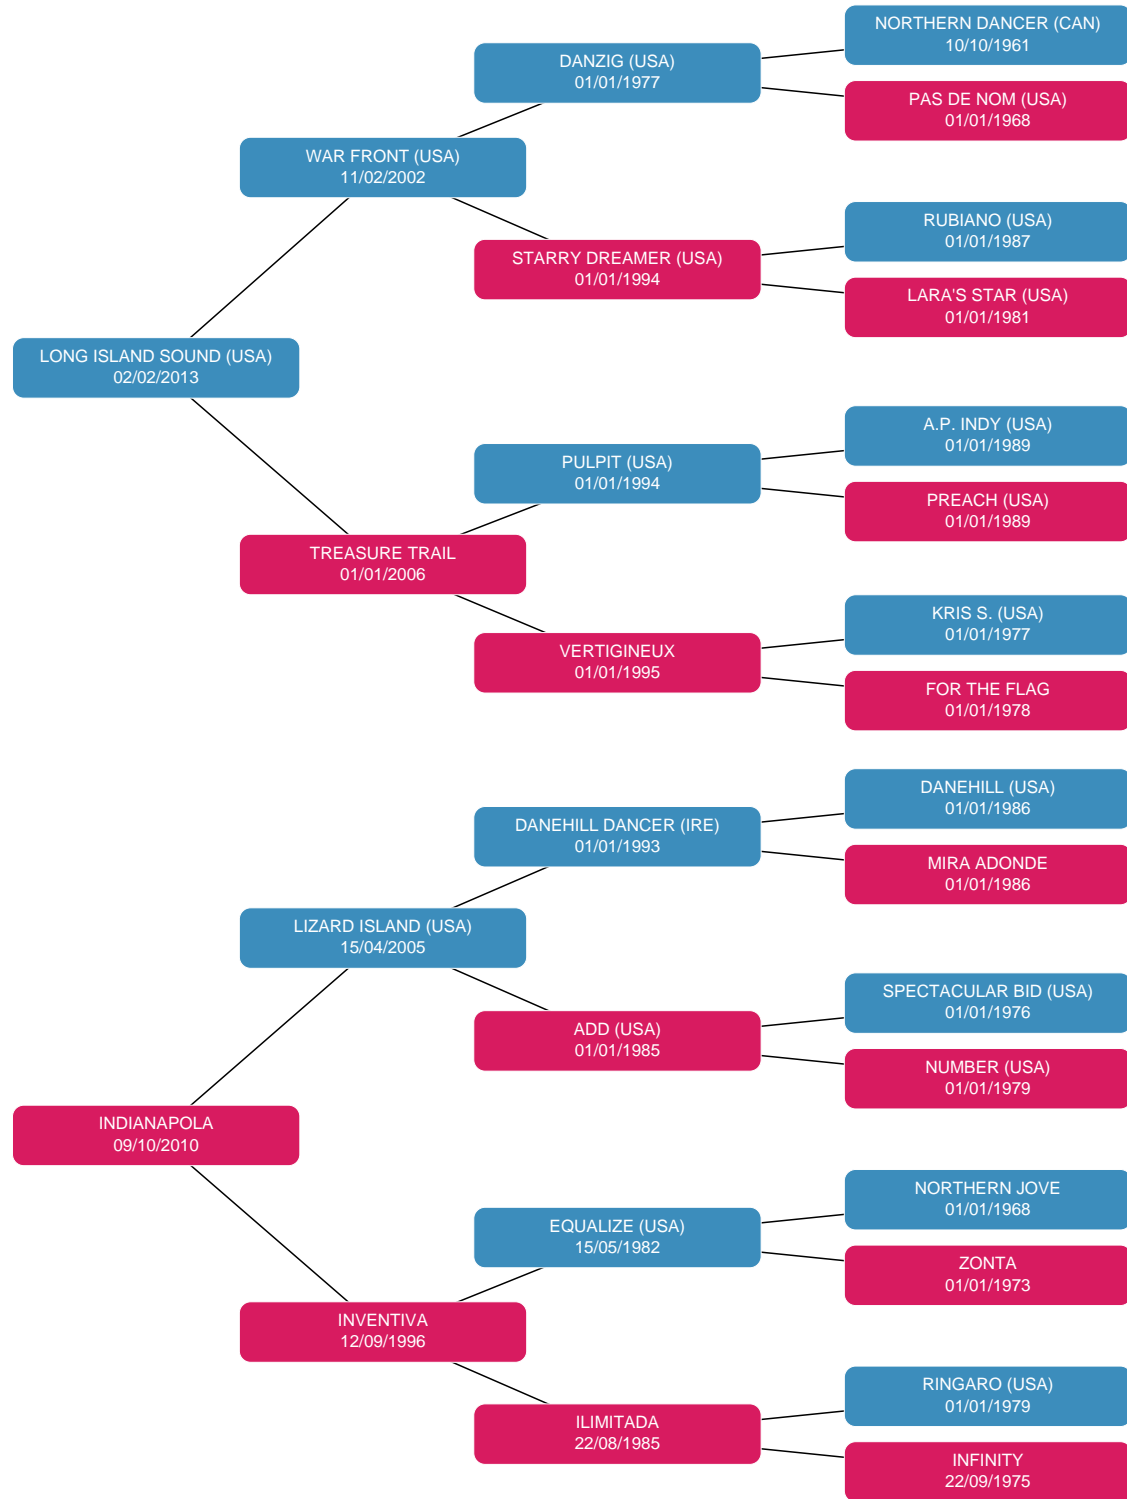 NORTHERN DANCER (CAN)
10/10/1961
DANZIG (USA)
01/01/1977
PAS DE NOM (USA)
01/01/1968
WAR FRONT (USA)
11/02/2002
RUBIANO (USA)
01/01/1987
STARRY DREAMER (USA)
01/01/1994
LARA'S STAR (USA)
01/01/1981
LONG ISLAND SOUND (USA)
02/02/2013
A.P. INDY (USA)
01/01/1989
PULPIT (USA)
01/01/1994
PREACH (USA)
01/01/1989
TREASURE TRAIL
01/01/2006
KRIS S. (USA)
01/01/1977
VERTIGINEUX
01/01/1995
FOR THE FLAG
01/01/1978
DANEHILL (USA)
01/01/1986
DANEHILL DANCER (IRE)
01/01/1993
MIRA ADONDE
01/01/1986
LIZARD ISLAND (USA)
15/04/2005
SPECTACULAR BID (USA)
01/01/1976
ADD (USA)
01/01/1985
NUMBER (USA)
01/01/1979
INDIANAPOLA
09/10/2010
NORTHERN JOVE
01/01/1968
EQUALIZE (USA)
15/05/1982
ZONTA
01/01/1973
INVENTIVA
12/09/1996
RINGARO (USA)
01/01/1979
ILIMITADA
22/08/1985
INFINITY
22/09/1975